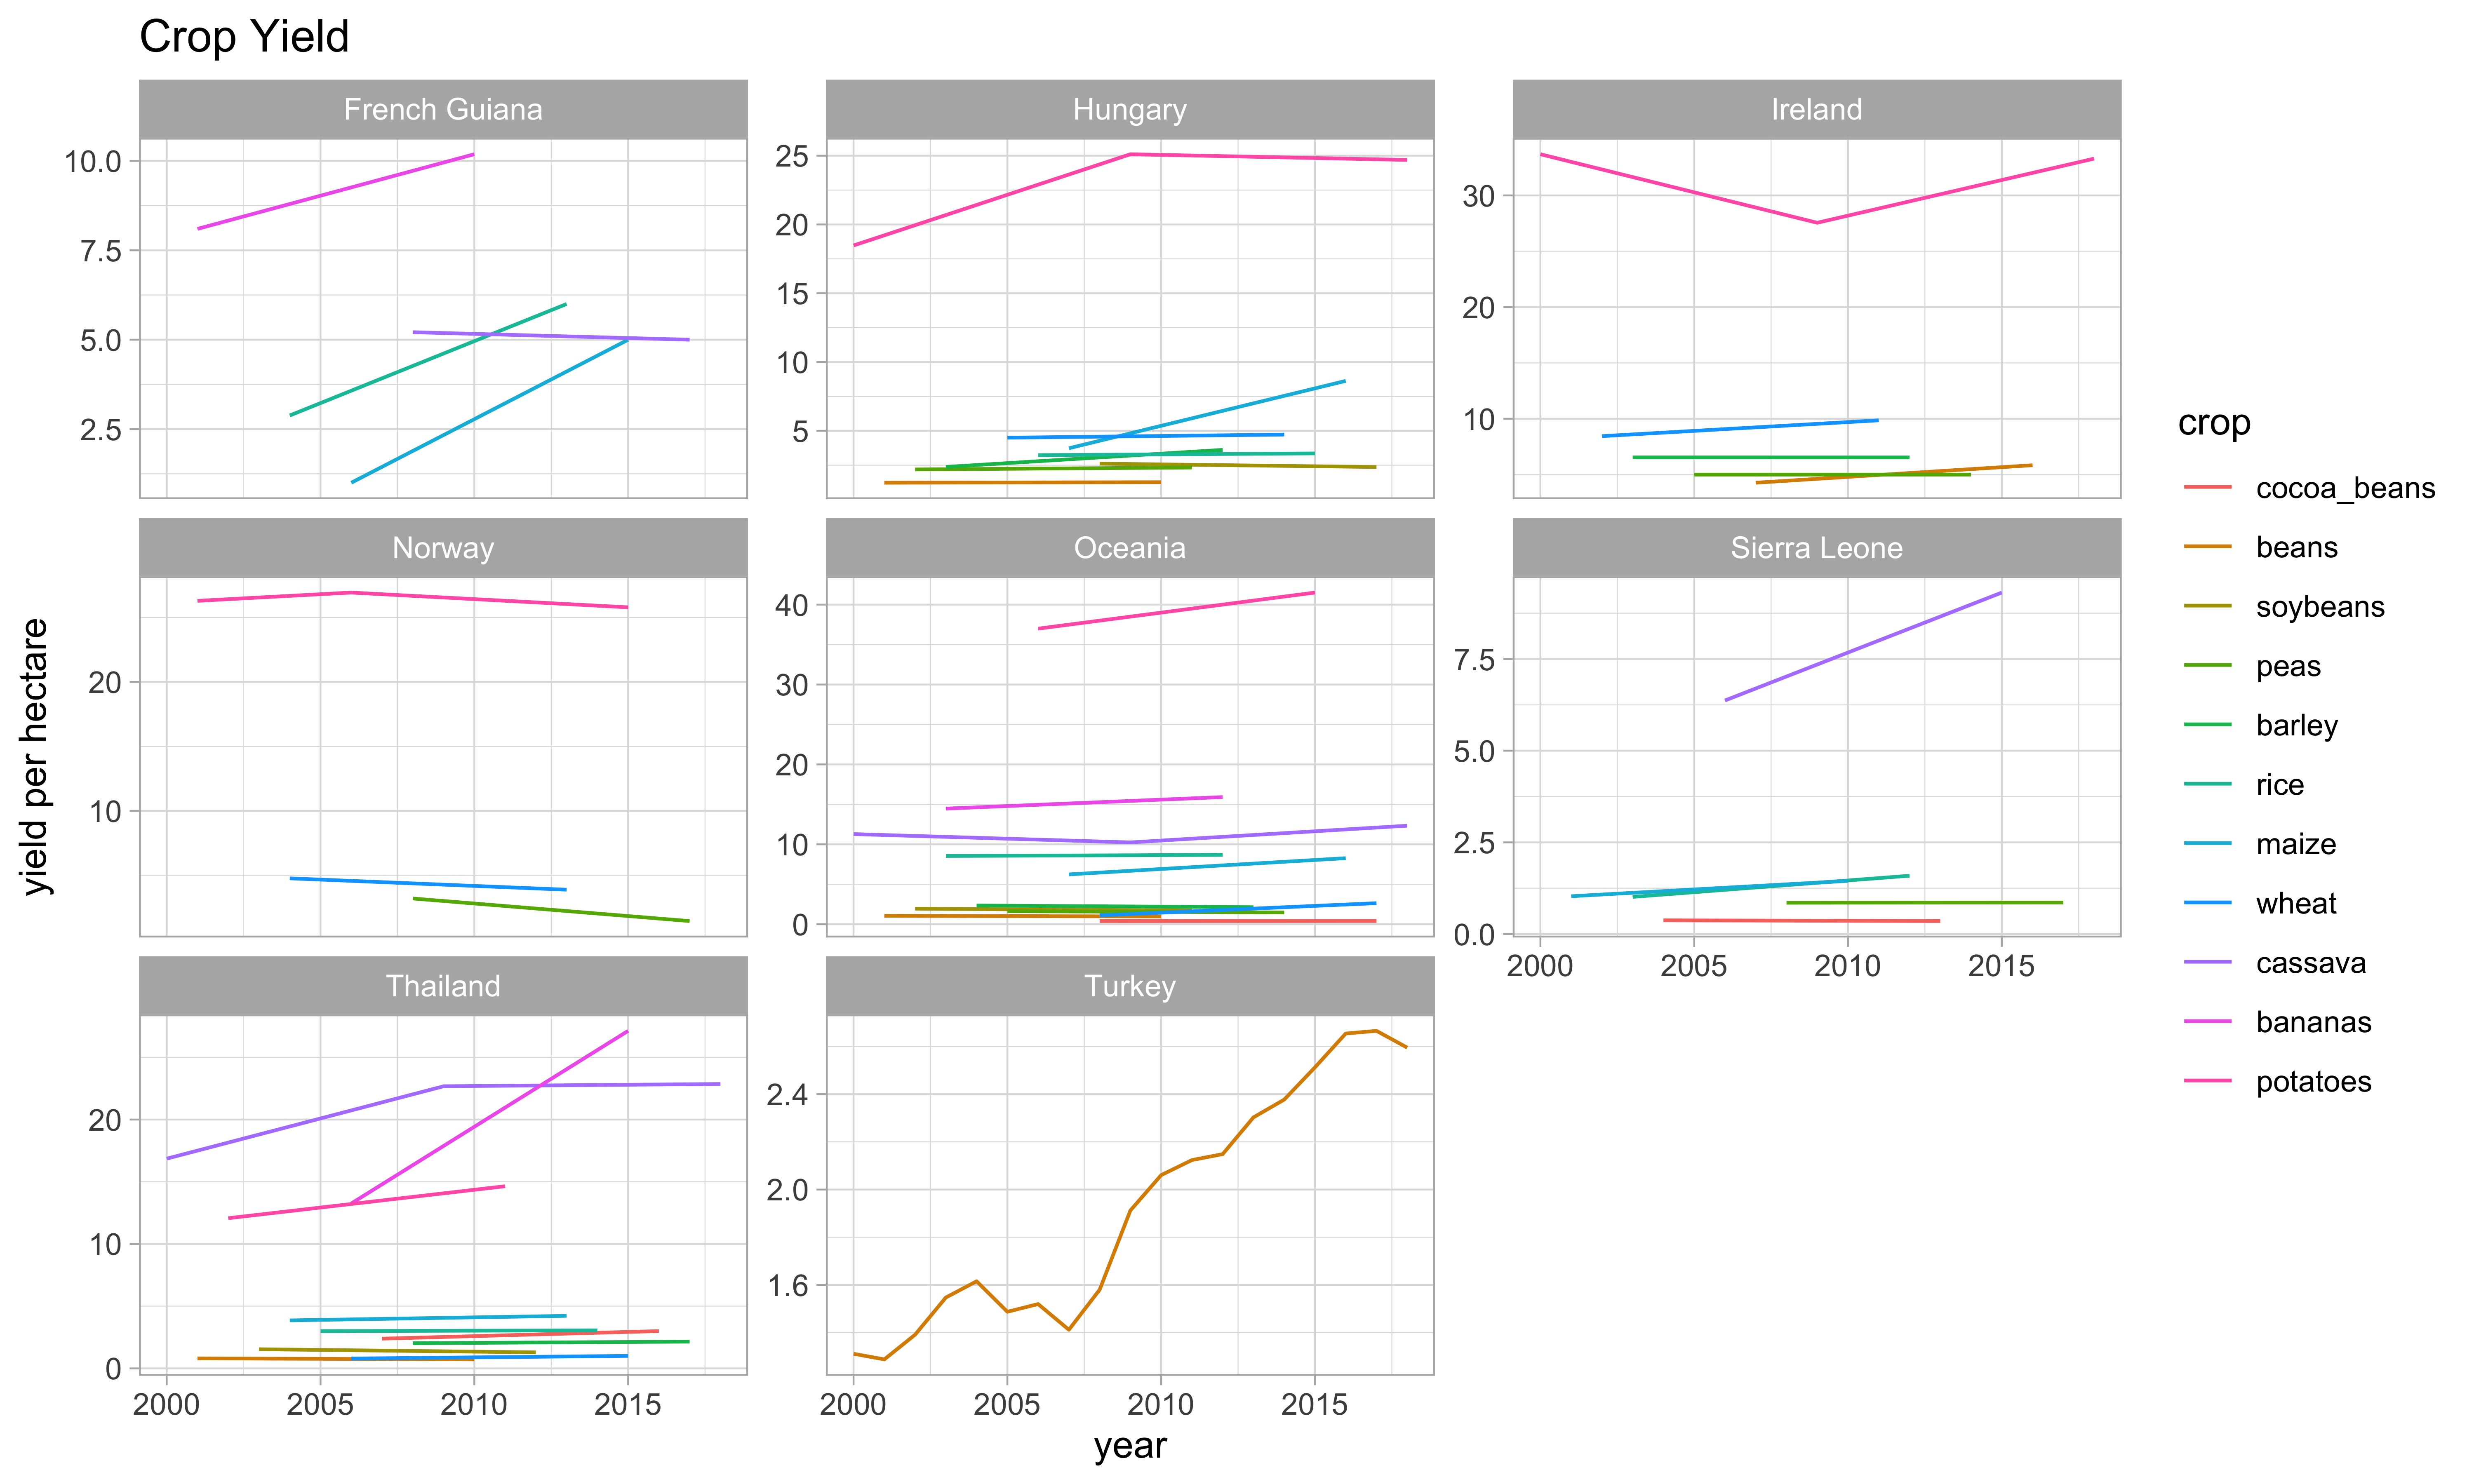 Crop Yield
French Guiana
10.0
7.5
5.0
2.5
Hungary
25
20
15
10
5
Ireland
30
20
10
Norway
20
10
Oceania
40
30
20
10
0
Sierra Leone
7.5
5.0
2.5
0.0
2000 2005 2010 2015
Thailand
20
10
0
2000 2005 2010 2015
Turkey
2.4
2.0
1.6
2000 2005 2010 2015
year
yield per hectare
crop
cocoa_beans
beans
soybeans
peas
barley
rice
maize
wheat
cassava
bananas
potatoes